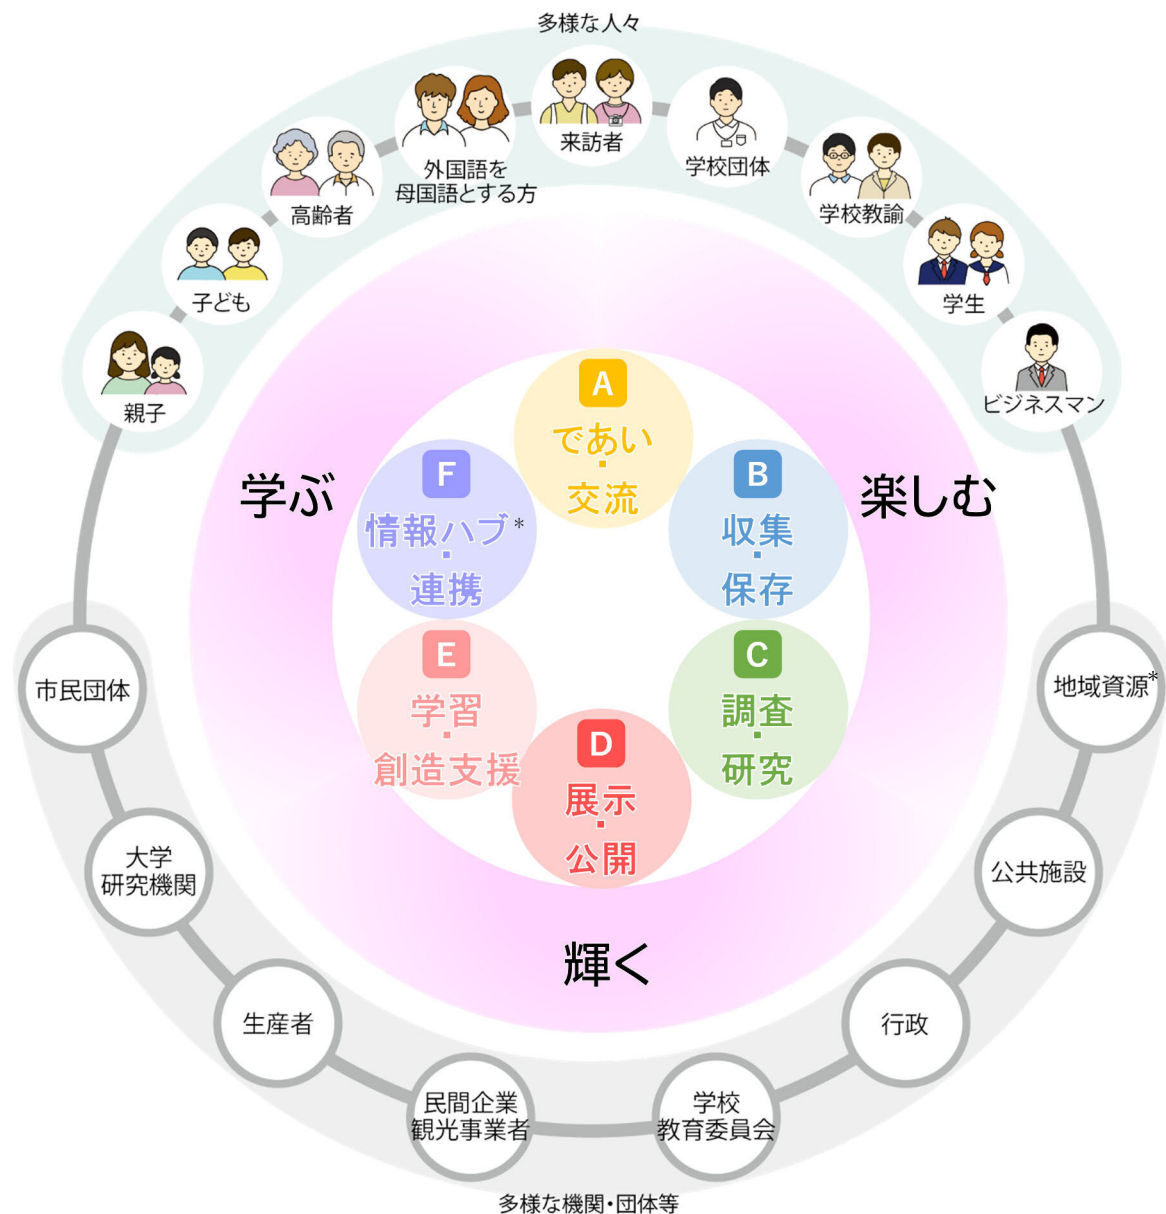 多様な人々
来訪者
外国語を
母国語とする方
学校団体
高齢者
学校教諭
子ども
学生
親子
ビジネスマン
学ぶ
楽しむ
輝く
A
であい
・
交流
B
収集
・
保存
C
調査
・
研究
D
展示
・
公開
E
学習
・
創造支援
F
情報ハブ*
・
連携
市民団体
地域資源*
大学
研究機関
公共施設
生産者
行政
民間企業
観光事業者
学校
教育委員会
多様な機関・団体等